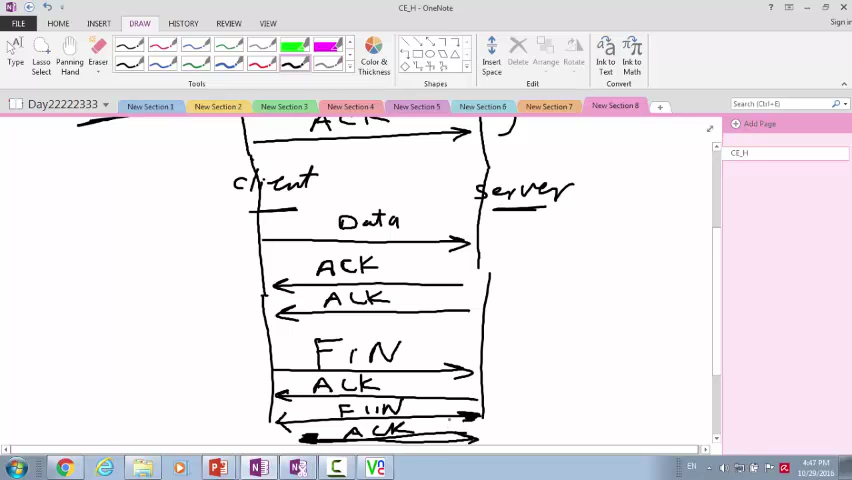 CE_H - OneNote
FILE HOME INSERT DRAW HISTORY REVIEW VIEW
Sign in
Type
Lasso Select
Panning Hand
Eraser
Color & Thickness
Insert Space
Delete
Arrange
Rotate
Ink to Text
Ink to Math
Tools
Shapes
Edit
Convert
Day22222333
New Section 1
New Section 2
New Section 3
New Section 4
New Section 5
New Section 6
New Section 7
New Section 8
Search (Ctrl+E)
Add Page
CE_H
ACK
client
server
Data
ACK
ACK
FiN
ACK
FiiN
ACK
EN
4:47 PM
10/29/2016